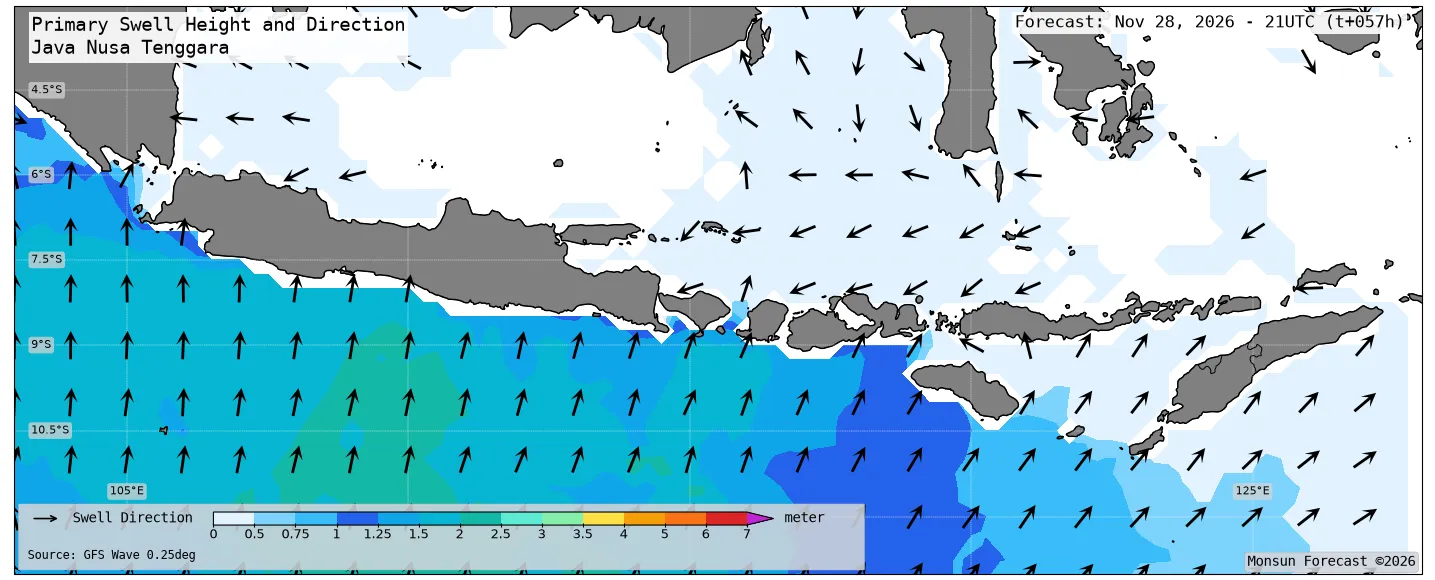 Primary Swell Height and Direction
Java Nusa Tenggara
Forecast: Nov 28, 2026 - 21UTC (t+057h)
4.5°S
6°S
7.5°S
9°S
10.5°S
105°E
125°E
Swell Direction
0 0.5 0.75 1 1.25 1.5 2 2.5 3 3.5 4 5 6 7
meter
Source: GFS Wave 0.25deg
Monsun Forecast ©2026